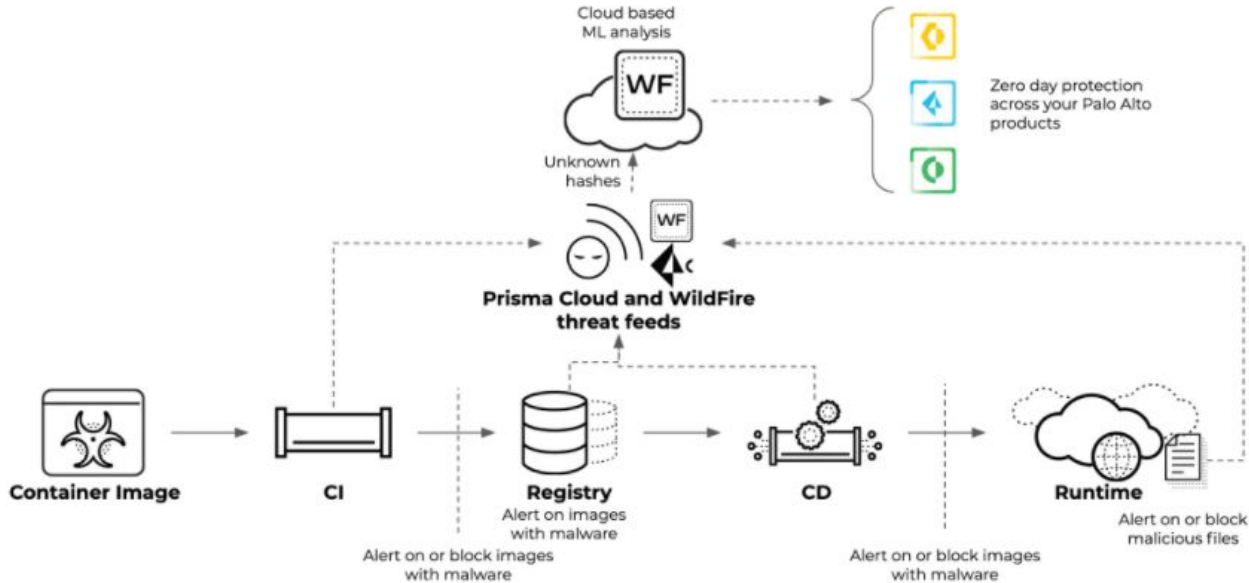 Cloud based
ML analysis
WF
Zero day protection
across your Palo Alto
products
Unknown
hashes
WF
Prisma Cloud and WildFire
threat feeds
Container Image
CI
Registry
CD
Runtime
Alert on images
with malware
Alert on or block
malicious files
Alert on or block images
with malware
Alert on or block images
with malware